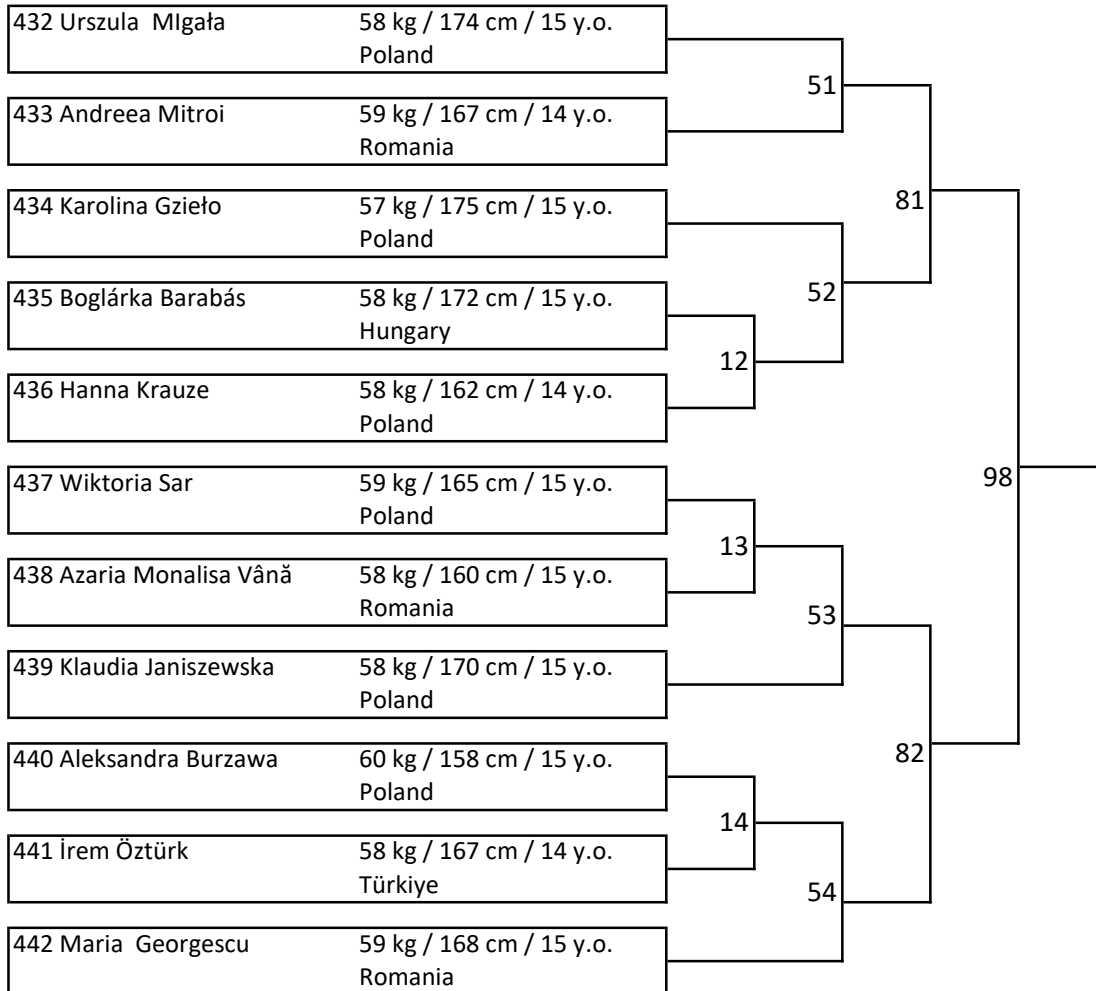 432 Urszula  MIgała 58 kg / 174 cm / 15 y.o.
Poland
51
433 Andreea Mitroi 59 kg / 167 cm / 14 y.o.
Romania
434 Karolina Gzieło 57 kg / 175 cm / 15 y.o.
81
Poland
435 Boglárka Barabás 58 kg / 172 cm / 15 y.o.
52
Hungary
12
436 Hanna Krauze 58 kg / 162 cm / 14 y.o.
Poland
437 Wiktoria Sar 59 kg / 165 cm / 15 y.o.
98
Poland
13
438 Azaria Monalisa Vână 58 kg / 160 cm / 15 y.o.
Romania
53
439 Klaudia Janiszewska 58 kg / 170 cm / 15 y.o.
Poland
440 Aleksandra Burzawa 60 kg / 158 cm / 15 y.o.
82
Poland
14
441 İrem Öztürk 58 kg / 167 cm / 14 y.o.
Türkiye
54
442 Maria  Georgescu 59 kg / 168 cm / 15 y.o.
Romania